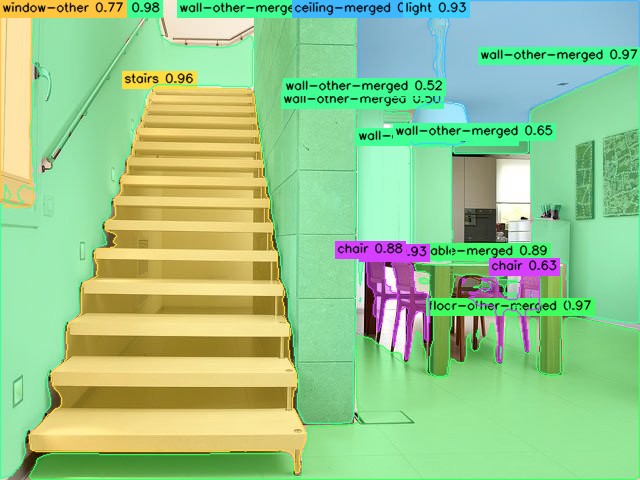 window-other 0.77
0.98
wall-other-merge
ceiling-merged
light 0.93
wall-other-merged 0.97
stairs 0.96
wall-other-merged 0.52
wall-other-merged 0.50
wall-
wall-other-merged 0.65
chair 0.88
.93
able-merged 0.89
chair 0.63
floor-other-merged 0.97